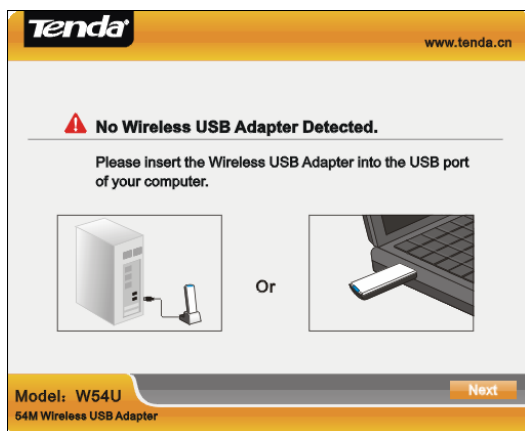 Tenda
www.tenda.cn
No Wireless USB Adapter Detected.
Please insert the Wireless USB Adapter into the USB port
of your computer.
Or
Model: W54U
Next
54M Wireless USB Adapter